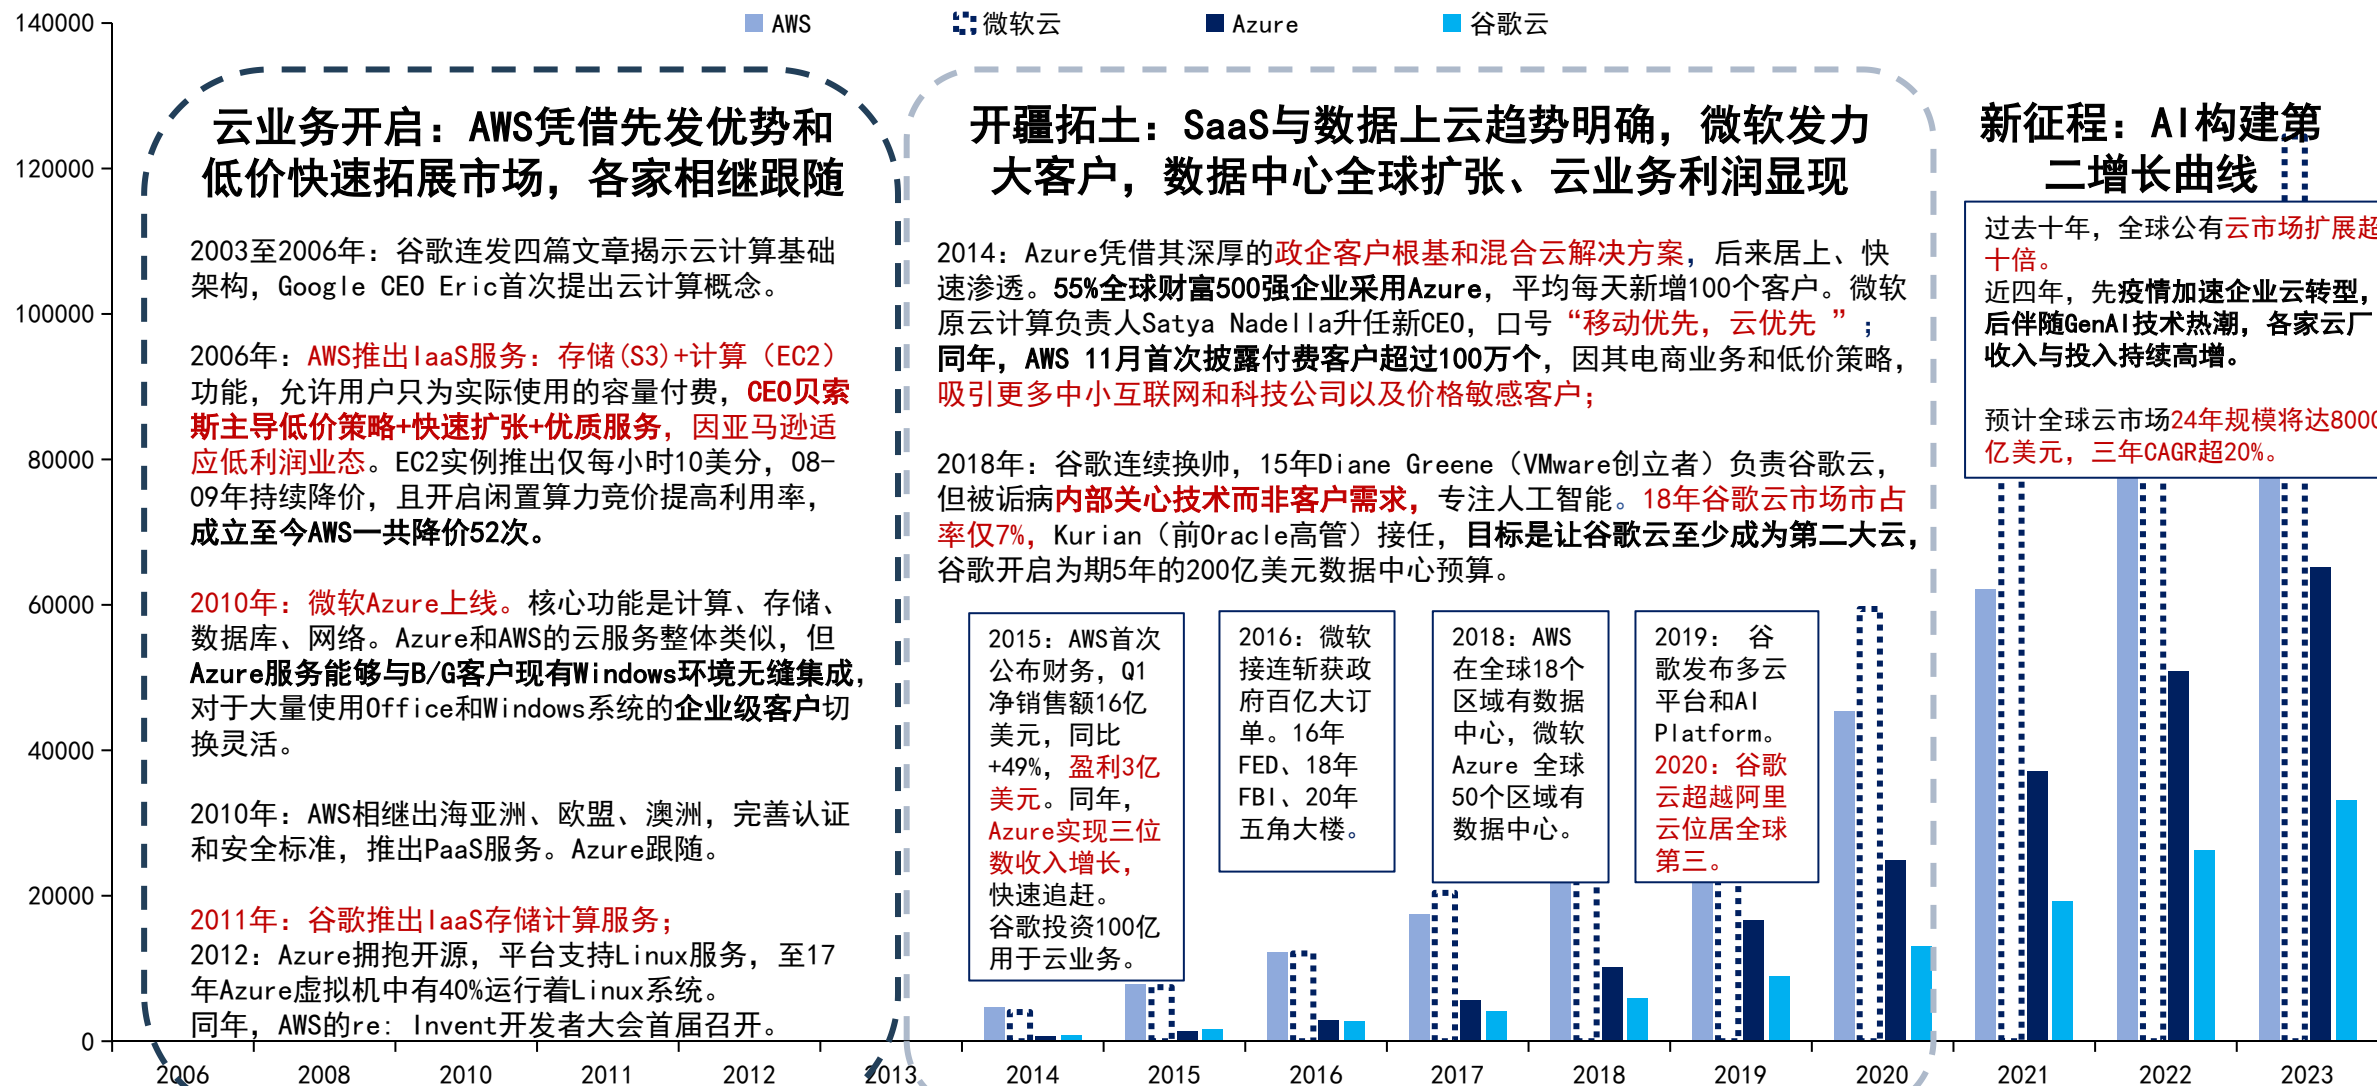 AWS
微软云
Azure
谷歌云
140000
120000
100000
80000
60000
40000
20000
0
云业务开启：AWS凭借先发优势和
低价快速拓展市场，各家相继跟随
2003至2006年：谷歌连发四篇文章揭示云计算基础
架构，Google CEO Eric首次提出云计算概念。
2006年：AWS推出IaaS服务：存储(S3)+计算（EC2）
功能，允许用户只为实际使用的容量付费，CEO贝索
斯主导低价策略+快速扩张+优质服务，因亚马逊适
应低利润业态。EC2实例推出仅每小时10美分，08-
09年持续降价，且开启闲置算力竞价提高利用率，
成立至今AWS一共降价52次。
2010年：微软Azure上线。核心功能是计算、存储、
数据库、网络。Azure和AWS的云服务整体类似，但
Azure服务能够与B/G客户现有Windows环境无缝集成，
对于大量使用Office和Windows系统的企业级客户切
换灵活。
2010年：AWS相继出海亚洲、欧盟、澳洲，完善认证
和安全标准，推出PaaS服务。Azure跟随。
2011年：谷歌推出IaaS存储计算服务；
2012：Azure拥抱开源，平台支持Linux服务，至17
年Azure虚拟机中有40%运行着Linux系统。
同年，AWS的re: Invent开发者大会首届召开。
开疆拓土：SaaS与数据上云趋势明确，微软发力
大客户，数据中心全球扩张、云业务利润显现
2014：Azure凭借其深厚的政企客户根基和混合云解决方案，后来居上、快
速渗透。55%全球财富500强企业采用Azure，平均每天新增100个客户。微软
原云计算负责人Satya Nadella升任新CEO，口号“移动优先，云优先 ”；
同年，AWS 11月首次披露付费客户超过100万个，因其电商业务和低价策略，
吸引更多中小互联网和科技公司以及价格敏感客户；
2018年：谷歌连续换帅，15年Diane Greene（VMware创立者）负责谷歌云，
但被诟病内部关心技术而非客户需求，专注人工智能。18年谷歌云市场市占
率仅7%，Kurian（前Oracle高管）接任，目标是让谷歌云至少成为第二大云，
谷歌开启为期5年的200亿美元数据中心预算。
2015：AWS首次
公布财务，Q1
净销售额16亿
美元，同比
+49%，盈利3亿
美元。同年，
Azure实现三位
数收入增长，
快速追赶。
谷歌投资100亿
用于云业务。
2016：微软
接连斩获政
府百亿大订
单。16年
FED、18年
FBI、20年
五角大楼。
2018：AWS
在全球18个
区域有数据
中心，微软
Azure 全球
50个区域有
数据中心。
2019： 谷
歌发布多云
平台和AI
Platform。
2020：谷歌
云超越阿里
云位居全球
第三。
新征程：AI构建第
二增长曲线
过去十年，全球公有云市场扩展超
十倍。
近四年，先疫情加速企业云转型，
后伴随GenAI技术热潮，各家云厂
收入与投入持续高增。
预计全球云市场24年规模将达8000
亿美元，三年CAGR超20%。
2006
2008
2010
2011
2012
2013
2014
2015
2016
2017
2018
2019
2020
2021
2022
2023